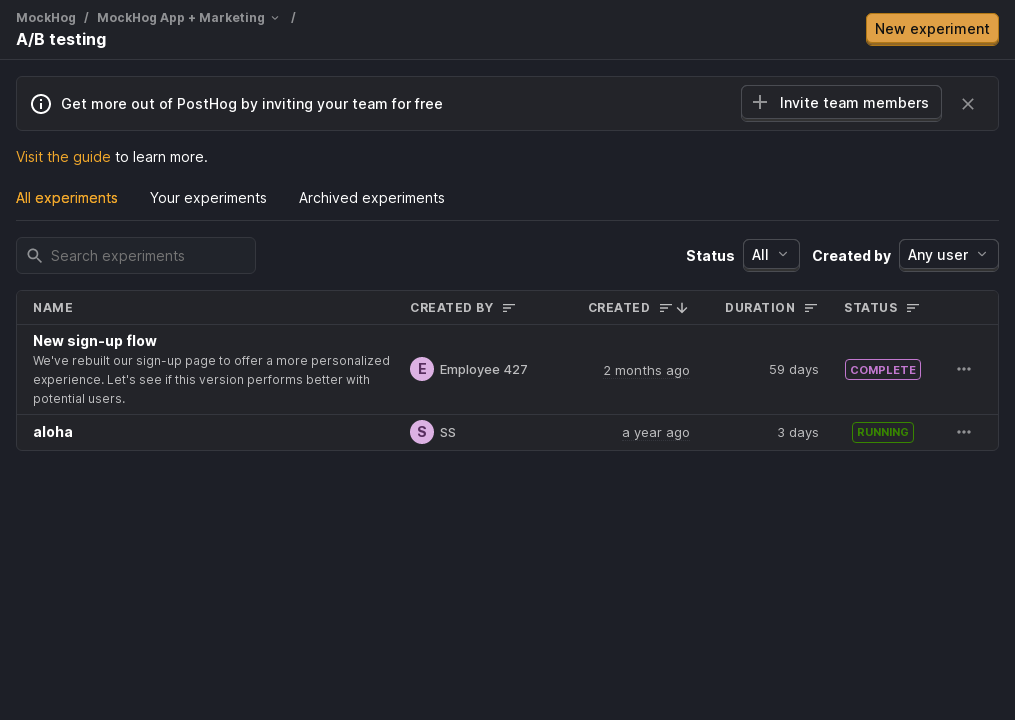 MockHog / MockHog App + Marketing /
A/B testing
New experiment
Get more out of PostHog by inviting your team for free
Invite team members
Visit the guide to learn more.
All experiments Your experiments Archived experiments
Search experiments
Status All Created by Any user
NAME CREATED BY CREATED DURATION STATUS
New sign-up flow
We've rebuilt our sign-up page to offer a more personalized
experience. Let's see if this version performs better with
potential users.
E Employee 427 2 months ago 59 days COMPLETE
aloha S SS a year ago 3 days RUNNING